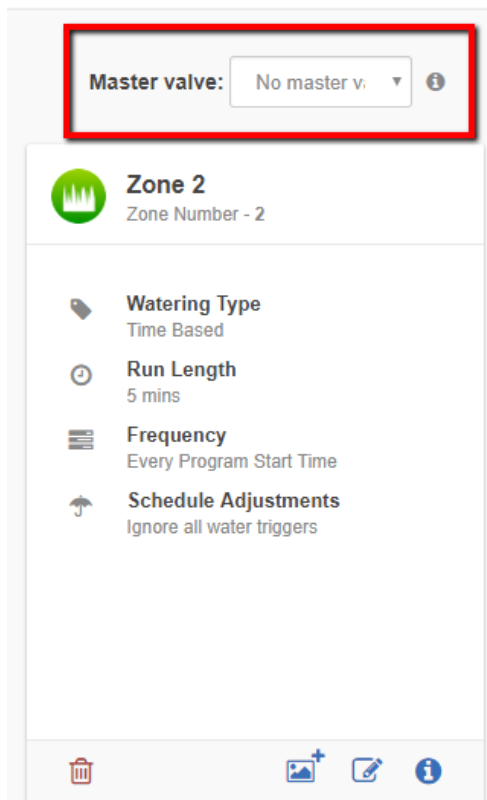 Master valve: No master v
Zone 2
Zone Number - 2
Watering Type
Time Based
Run Length
5 mins
Frequency
Every Program Start Time
Schedule Adjustments
Ignore all water triggers